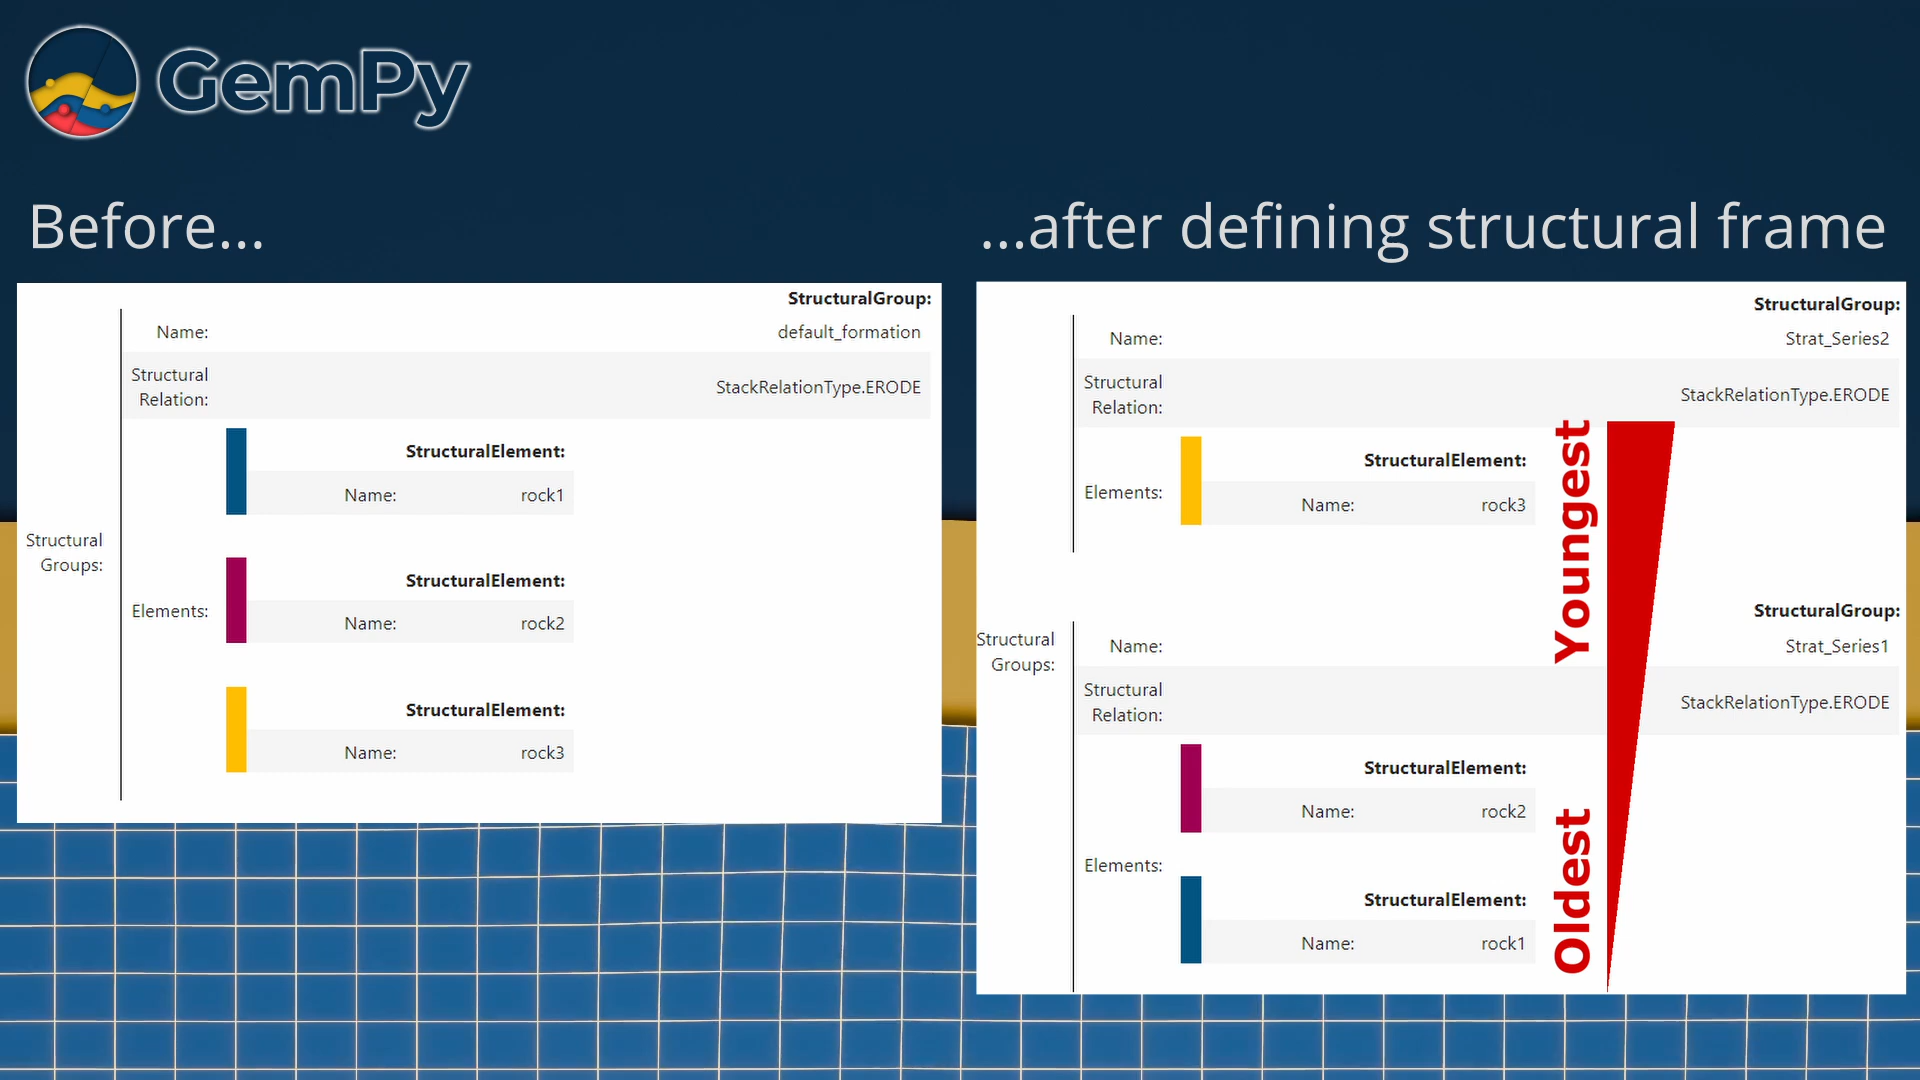 GemPy
Before...
...after defining structural frame
StructuralGroup:
Name: default_formation
Structural
Relation: StackRelationType.ERODE
StructuralElement:
Name: rock1
Structural
Groups:
StructuralElement:
Elements:
Name: rock2
StructuralElement:
Name: rock3
StructuralGroup:
Name: Strat_Series2
Structural
Relation: StackRelationType.ERODE
StructuralElement:
Elements:
Name: rock3
Youngest
StructuralGroup:
Structural
Groups:
Name: Strat_Series1
Structural
Relation: StackRelationType.ERODE
StructuralElement:
Name: rock2
Elements:
StructuralElement:
Name: rock1
Oldest